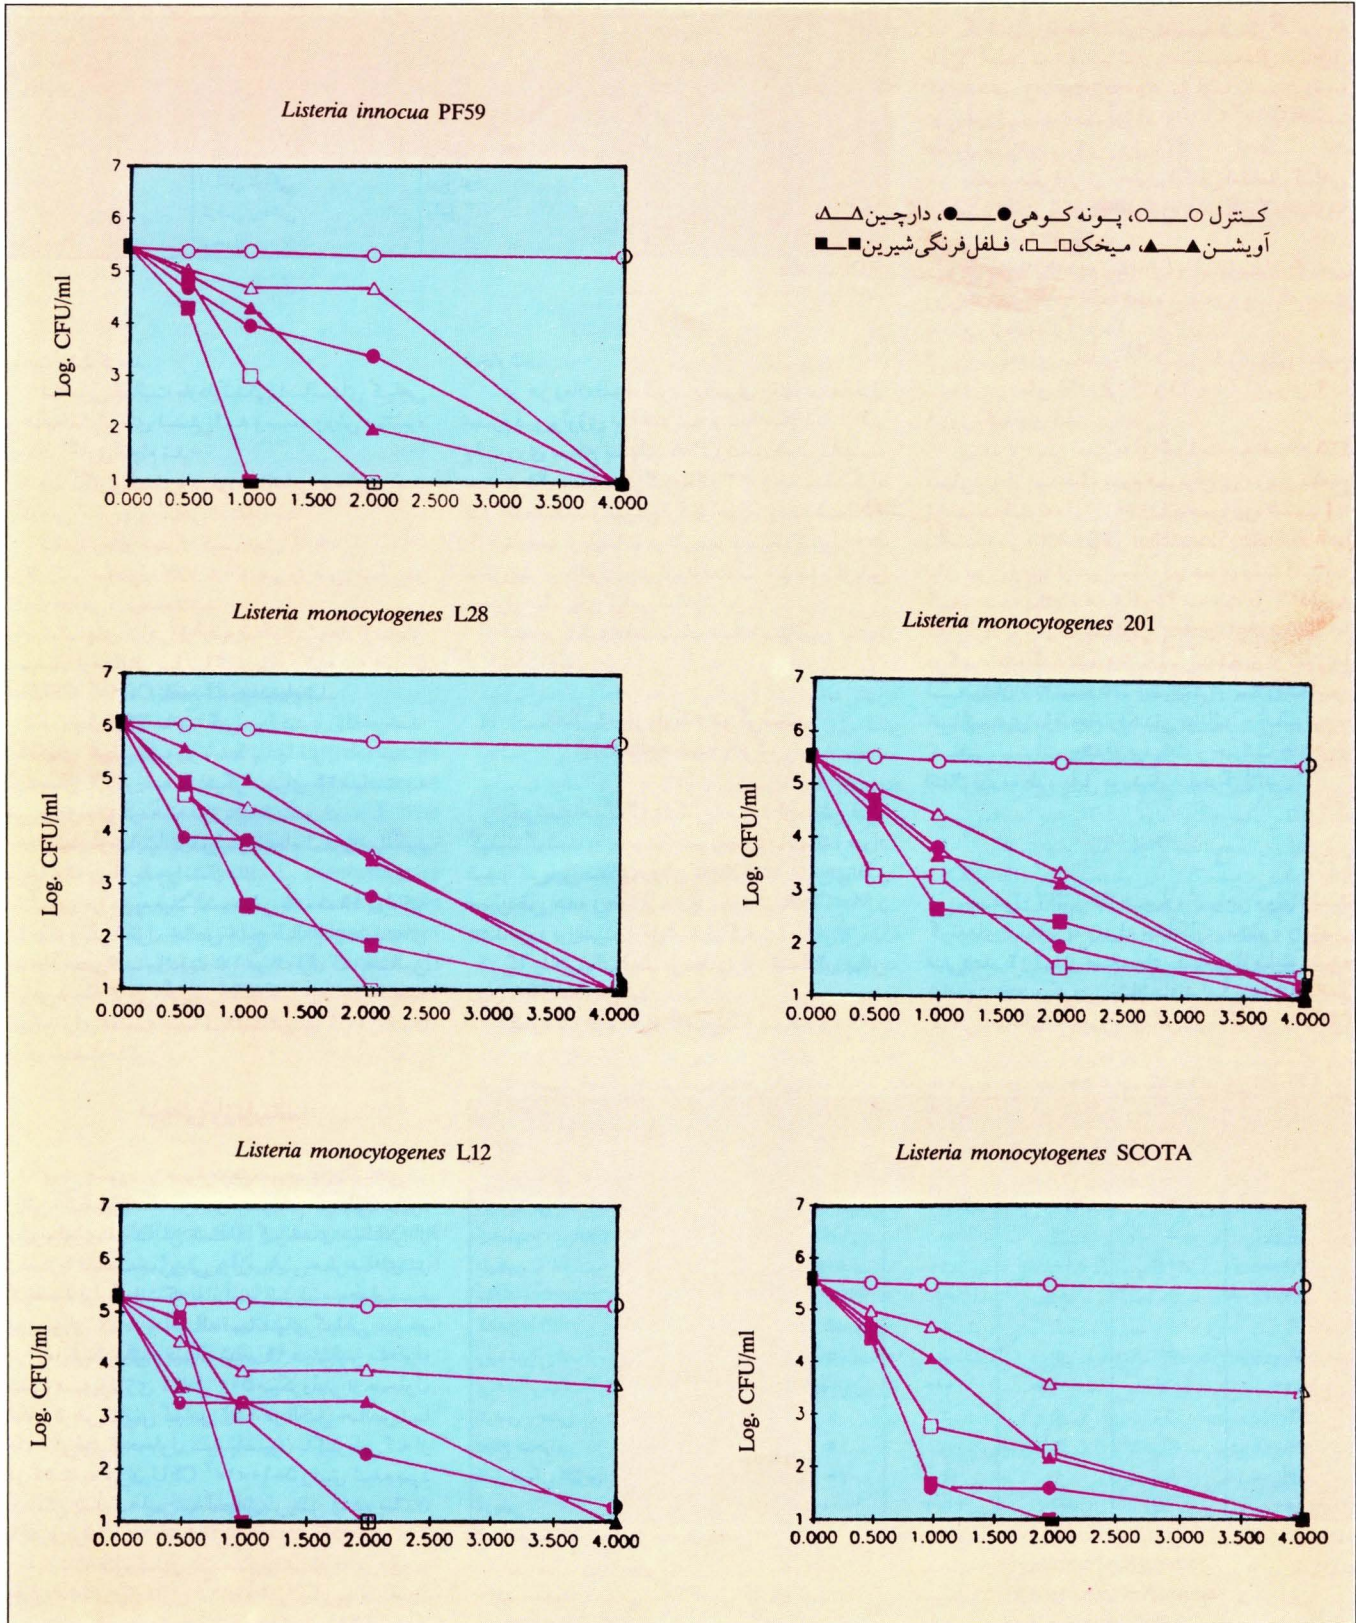 Listeria innocua PF59
Log. CFU/ml
7
6
5
4
3
2
1
0.000 0.500 1.000 1.500 2.000 2.500 3.000 3.500 4.000
کنترل ○——○، پونه کوهی ●——●، دارچین △——△،
آویشن ▲——▲، میخک □——□، فلفل فرنگی شیرین ■——■
Listeria monocytogenes L28
Log. CFU/ml
7
6
5
4
3
2
1
0.000 0.500 1.000 1.500 2.000 2.500 3.000 3.500 4.000
Listeria monocytogenes 201
Log. CFU/ml
7
6
5
4
3
2
1
0.000 0.500 1.000 1.500 2.000 2.500 3.000 3.500 4.000
Listeria monocytogenes L12
Log. CFU/ml
7
6
5
4
3
2
1
0.000 0.500 1.000 1.500 2.000 2.500 3.000 3.500 4.000
Listeria monocytogenes SCOTA
Log. CFU/ml
7
6
5
4
3
2
1
0.000 0.500 1.000 1.500 2.000 2.500 3.000 3.500 4.000